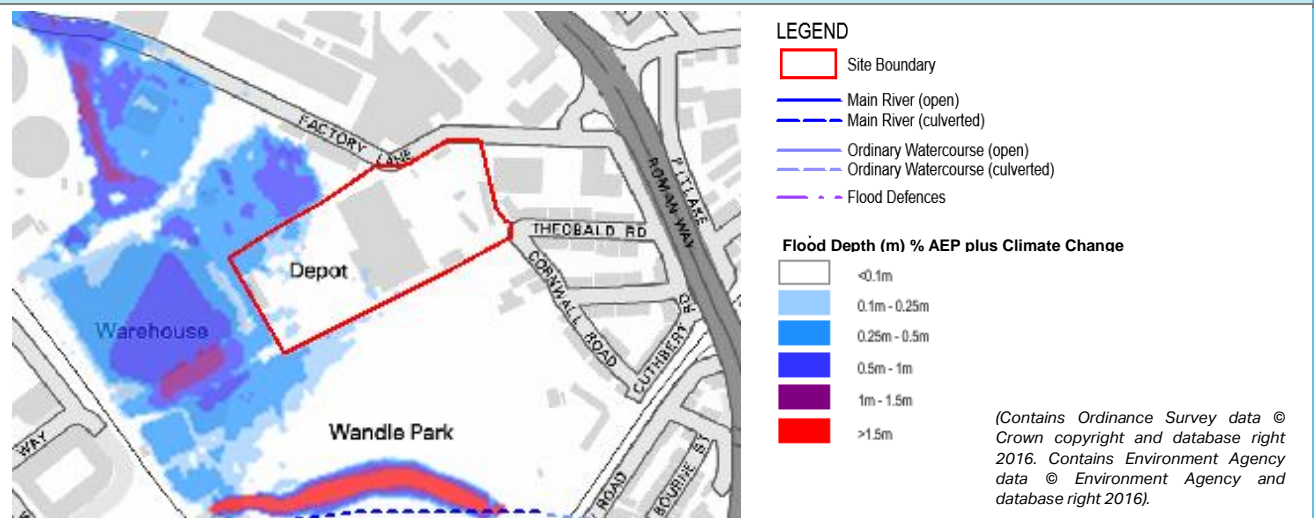 FACTORY
LANE
ROMAN WAY
PITLAKE
THEOBALD RD
CORNWALL ROAD
CUTHBERT
RD
Depot
Warehouse
Wandle Park
WAY
ROAD
BOURNE ST
LEGEND
Site Boundary
Main River (open)
Main River (culverted)
Ordinary Watercourse (open)
Ordinary Watercourse (culverted)
Flood Defences
Flood Depth (m) % AEP plus Climate Change
<0.1m
0.1m - 0.25m
0.25m - 0.5m
0.5m - 1m
1m - 1.5m
>1.5m
(Contains Ordinance Survey data ©
Crown copyright and database right
2016. Contains Environment Agency
data © Environment Agency and
database right 2016).